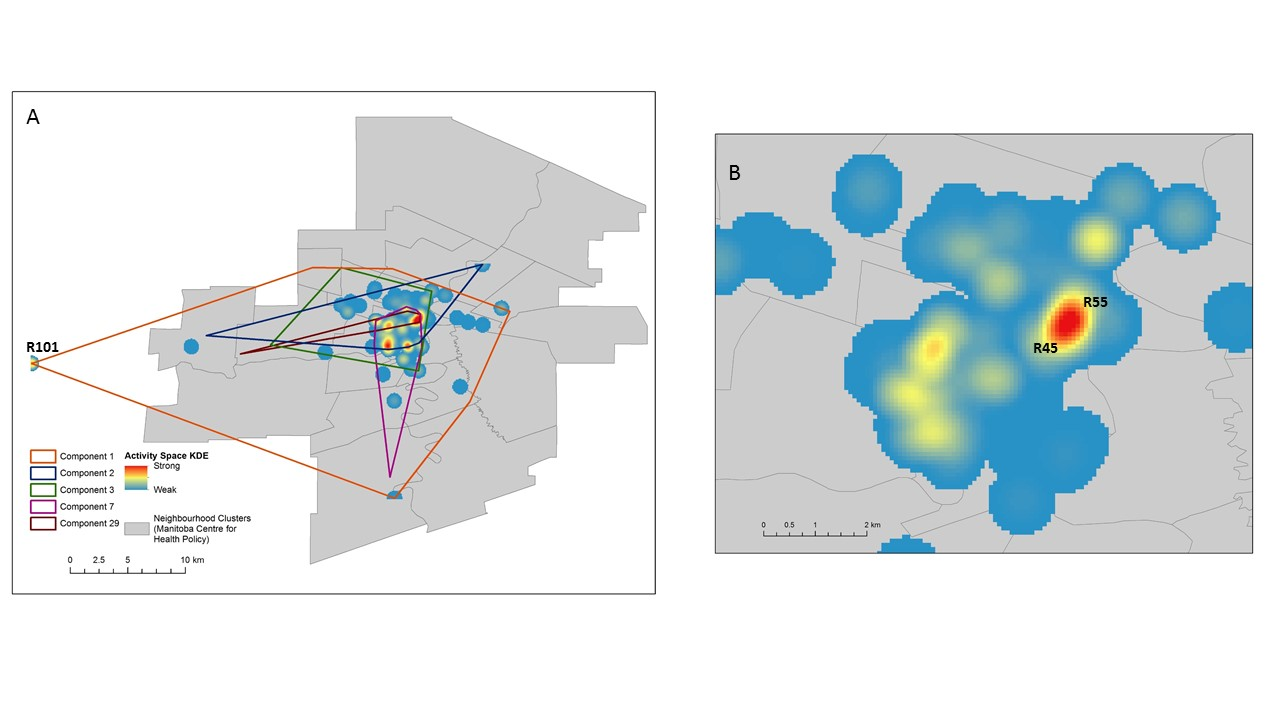 A
R101
Component 1
Component 2
Component 3
Component 7
Component 29
Activity Space KDE
Strong
Weak
Neighbourhood Clusters
(Manitoba Centre for
Health Policy)
0 2.5 5 10 km
B
R55
R45
0 0.5 1 2 km